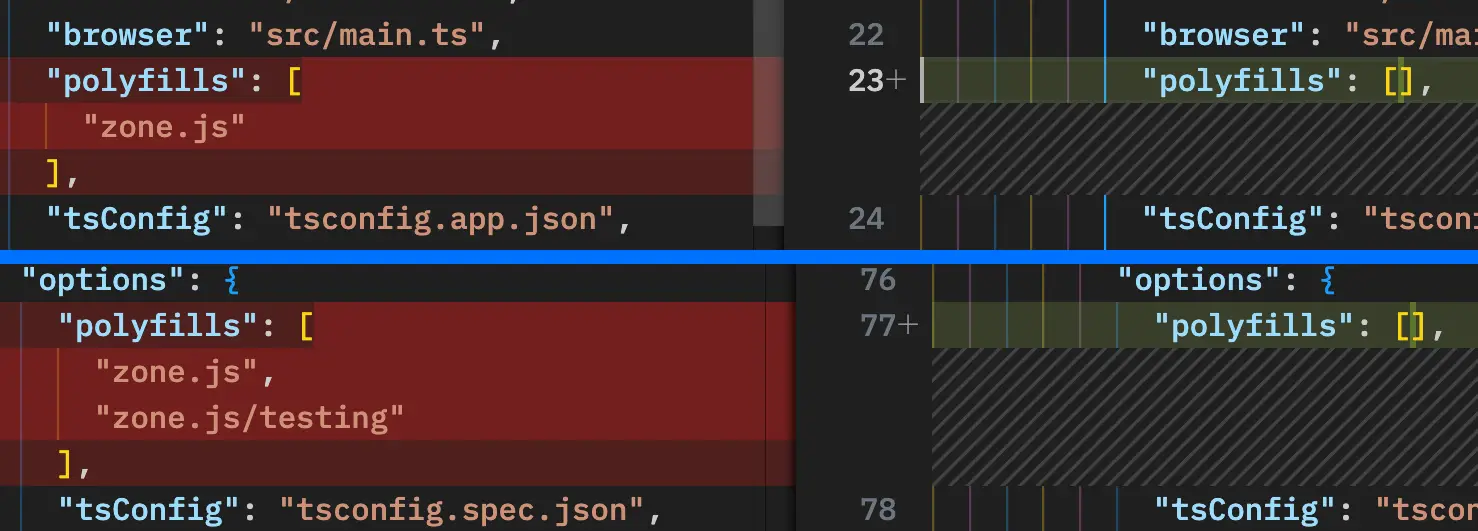 "browser": "src/main.ts",
"polyfills": [
"zone.js"
],
"tsConfig": "tsconfig.app.json",
22 "browser": "src/mai
23+ "polyfills": [],
24 "tsConfig": "tsconf
"options": {
"polyfills": [
"zone.js",
"zone.js/testing"
],
"tsConfig": "tsconfig.spec.json",
76 "options": {
77+ "polyfills": [],
78 "tsConfig": "tscon